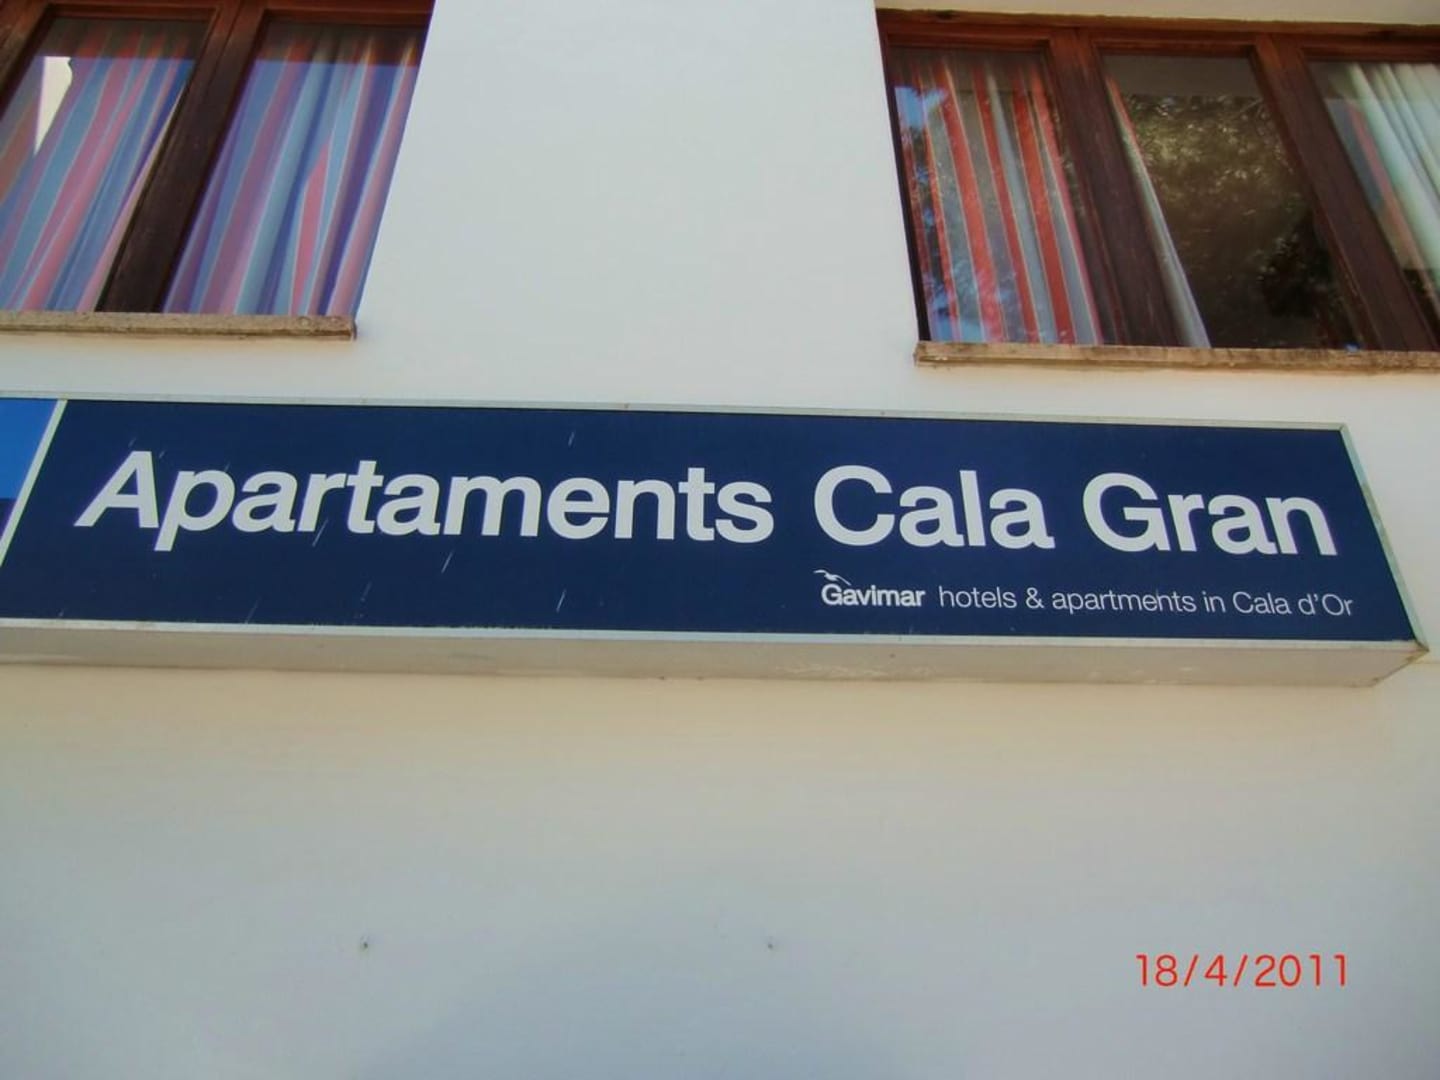 Apartaments Cala Gran
Gavimar hotels & apartments in Cala d'Or
18/4/2011